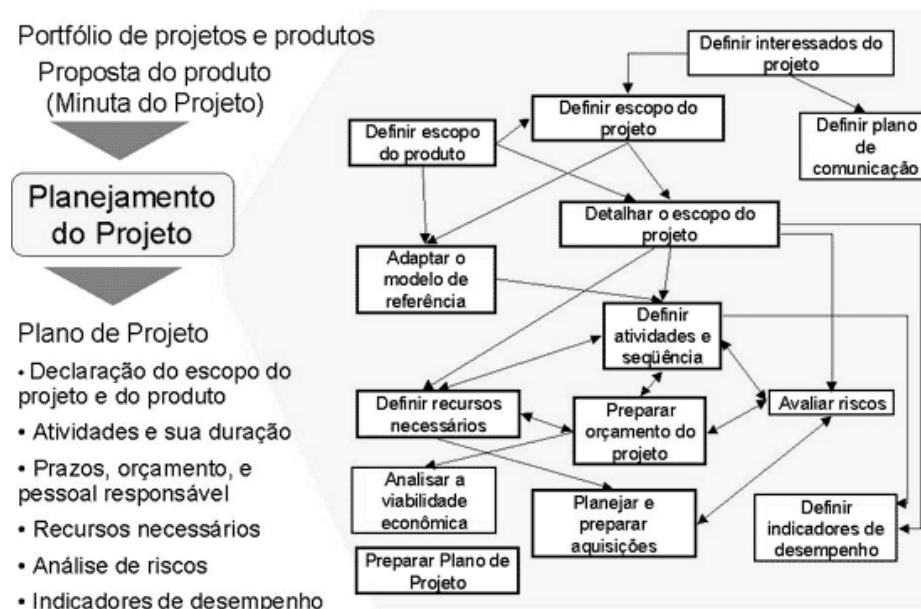 Portfólio de projetos e produtos
Proposta do produto
(Minuta do Projeto)
Planejamento
do Projeto
Plano de Projeto
• Declaração do escopo do
projeto e do produto
• Atividades e sua duração
• Prazos, orçamento, e
pessoal responsável
• Recursos necessários
• Análise de riscos
• Indicadores de desempenho
Definir interessados do
projeto
Definir escopo do
projeto
Definir escopo
do produto
Definir plano
de
comunicação
Detalhar o escopo do
projeto
Adaptar o
modelo de
referência
Definir
atividades e
seqüência
Definir recursos
necessários
Preparar
orçamento do
projeto
Avaliar riscos
Analisar a
viabilidade
econômica
Planejar e
preparar
aquisições
Definir
indicadores de
desempenho
Preparar Plano de
Projeto